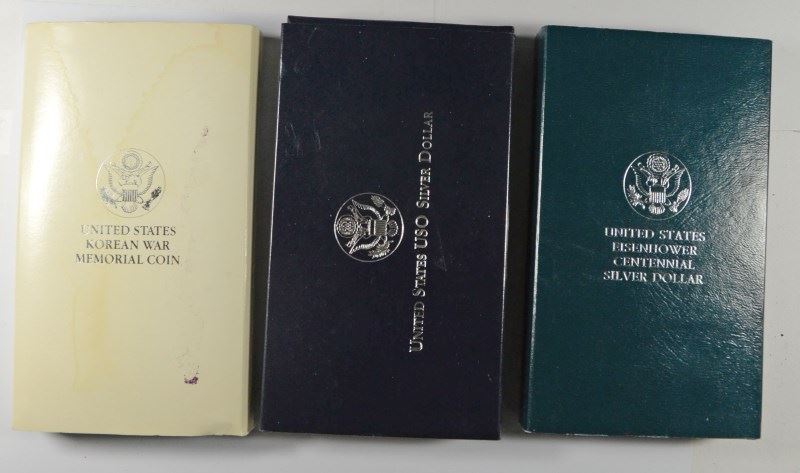 UNITED STATES
KOREAN WAR
MEMORIAL COIN
UNITED STATES USO SILVER DOLLAR
UNITED STATES
EISENHOWER
CENTENNIAL
SILVER DOLLAR